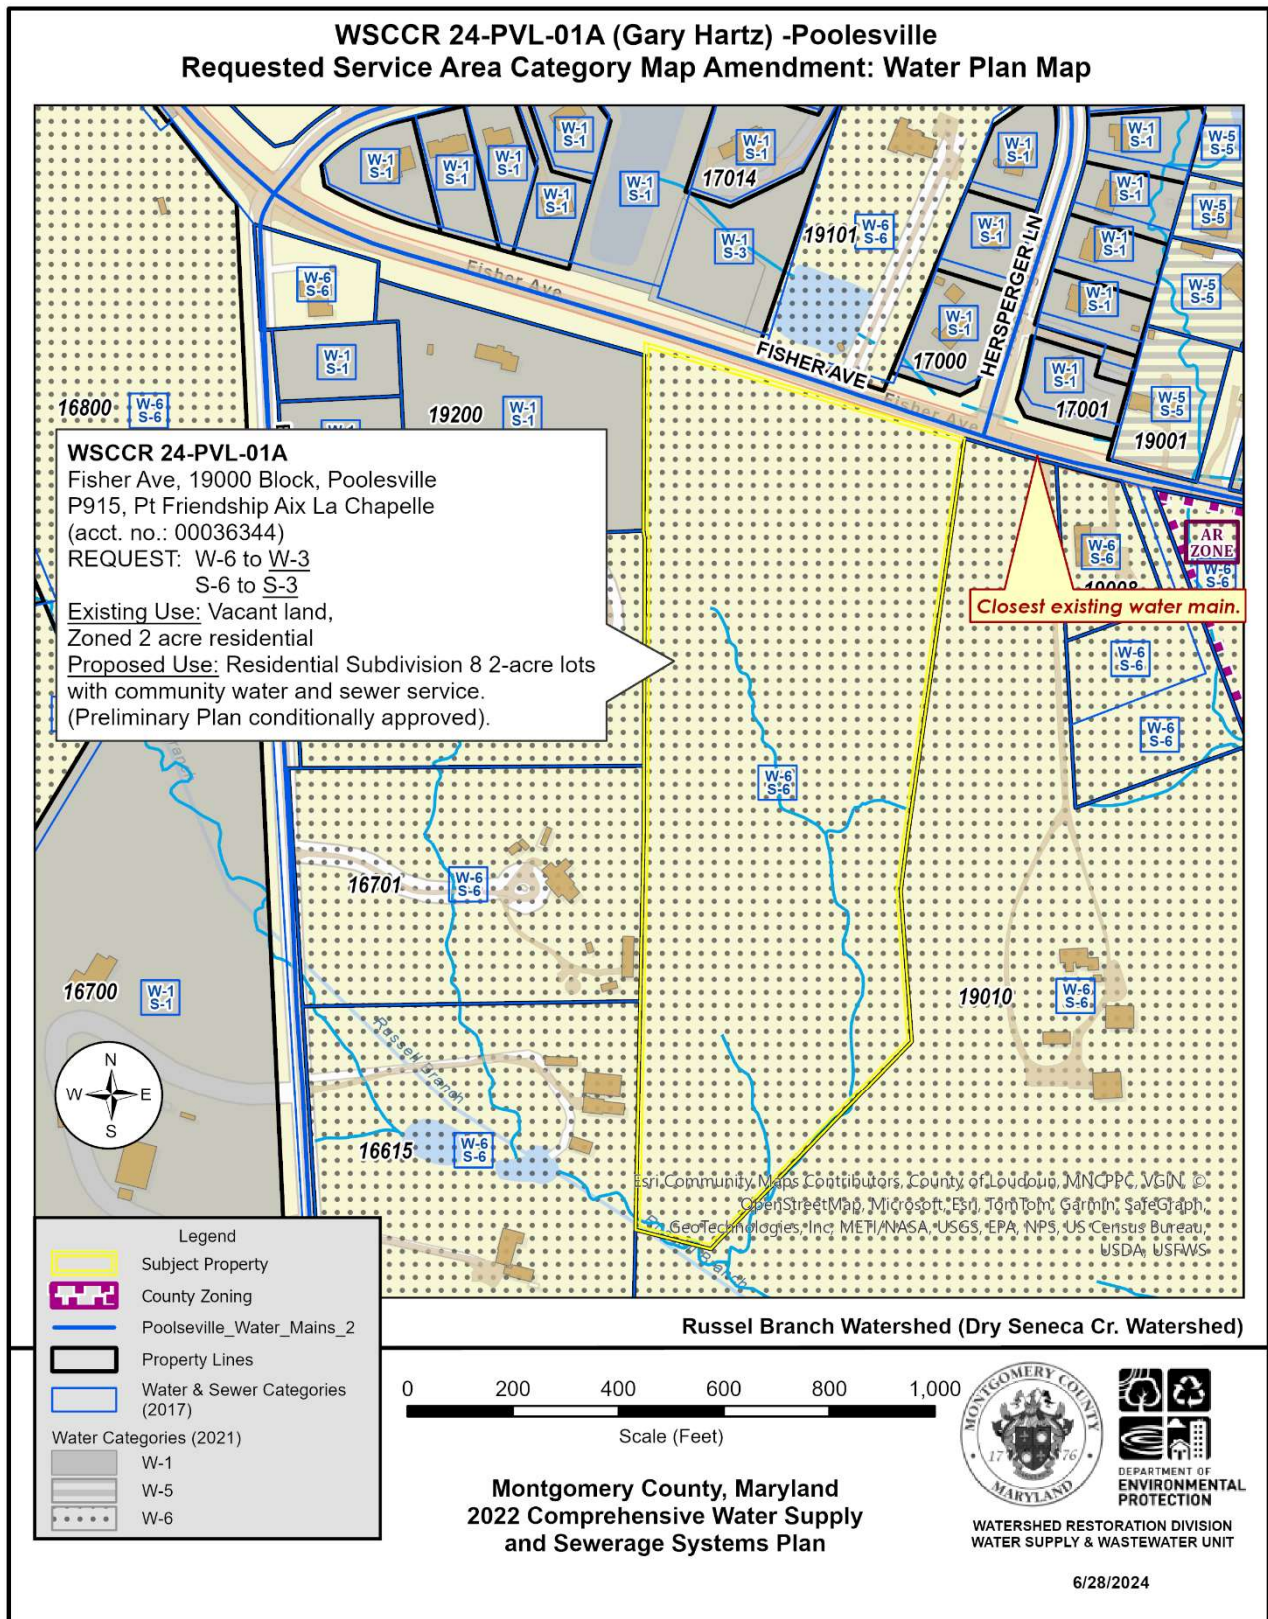 WSCCR 24-PVL-01A (Gary Hartz) -Poolesville
Requested Service Area Category Map Amendment: Water Plan Map
W-1
S-1
W-1
S-1
W-1
S-1
W-1
S-1
W-1
S-1
W-1
S-1
W-1
S-1
17014
W-1
S-3
19101
W-6
S-6
W-1
S-1
W-1
S-1
W-1
S-1
17000
HERSPERGER LN
W-1
S-1
W-1
S-1
W-1
S-1
W-1
S-1
W-1
S-1
17001
W-5
S-5
W-5
S-5
W-5
S-5
W-5
S-5
19001
Fisher Ave
FISHER AVE
Fisher Ave
W-6
S-6
W-1
S-1
16800
W-6
S-6
19200
W-1
S-1
WSCCR 24-PVL-01A
Fisher Ave, 19000 Block, Poolesville
P915, Pt Friendship Aix La Chapelle
(acct. no.: 00036344)
REQUEST: W-6 to W-3
S-6 to S-3
Existing Use: Vacant land,
Zoned 2 acre residential
Proposed Use: Residential Subdivision 8 2-acre lots
with community water and sewer service.
(Preliminary Plan conditionally approved).
AR
ZONE
W-6
S-6
W-6
S-6
Closest existing water main.
W-6
S-6
W-6
S-6
W-6
S-6
16701
W-6
S-6
16700
W-1
S-1
19010
W-6
S-6
N
W E
S
Russell Branch
16615
W-6
S-6
Esri Community Maps Contributors, County of Loudoun, MNCPPC, VGIN, ©
OpenStreetMap, Microsoft, Esri, TomTom, Garmin, SafeGraph,
GeoTechnologies, Inc, METI/NASA, USGS, EPA, NPS, US Census Bureau,
USDA, USFWS
Russel Branch Watershed (Dry Seneca Cr. Watershed)
Legend
Subject Property
County Zoning
Poolseville_Water_Mains_2
Property Lines
Water & Sewer Categories
(2017)
Water Categories (2021)
W-1
W-5
W-6
0 200 400 600 800 1,000
Scale (Feet)
Montgomery County, Maryland
2022 Comprehensive Water Supply
and Sewerage Systems Plan
MONTGOMERY COUNTY
17 76
MARYLAND
DEPARTMENT OF
ENVIRONMENTAL
PROTECTION
WATERSHED RESTORATION DIVISION
WATER SUPPLY & WASTEWATER UNIT
6/28/2024